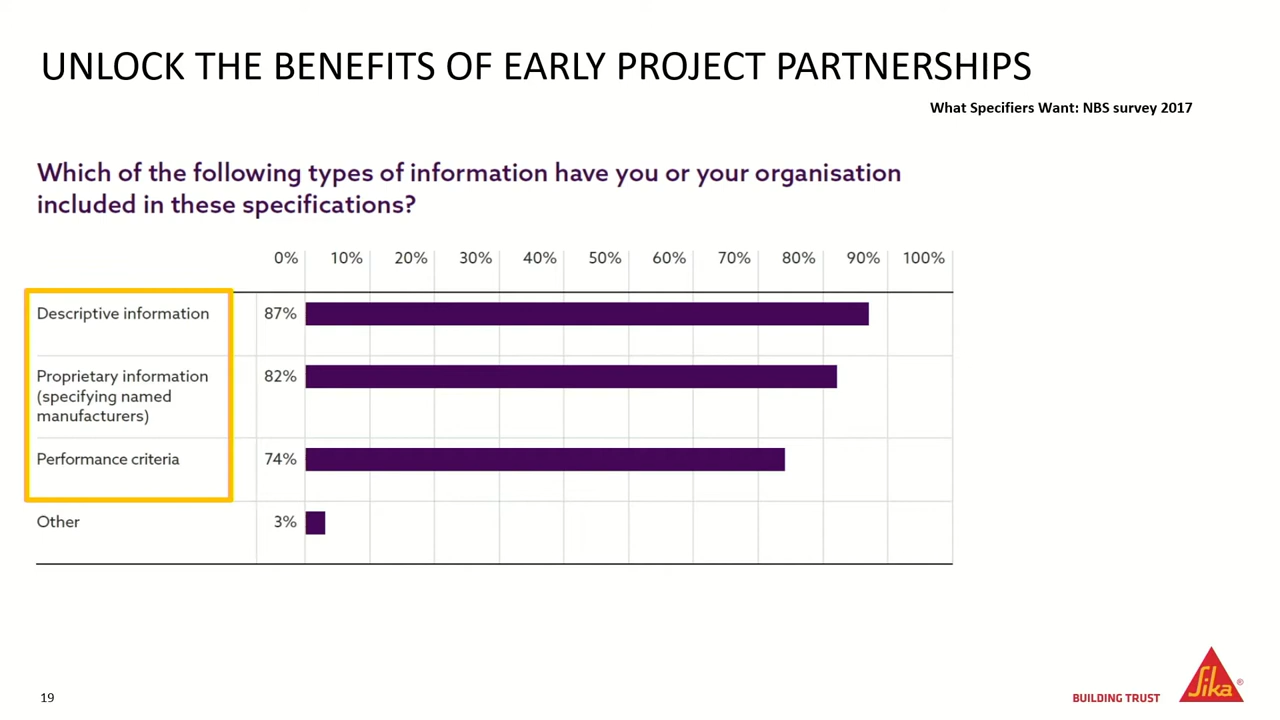 UNLOCK THE BENEFITS OF EARLY PROJECT PARTNERSHIPS
What Specifiers Want: NBS survey 2017
Which of the following types of information have you or your organisation
included in these specifications?
0% 10% 20% 30% 40% 50% 60% 70% 80% 90% 100%
Descriptive information 87%
Proprietary information 82%
(specifying named
manufacturers)
Performance criteria 74%
Other 3%
19
BUILDING TRUST
Sika®